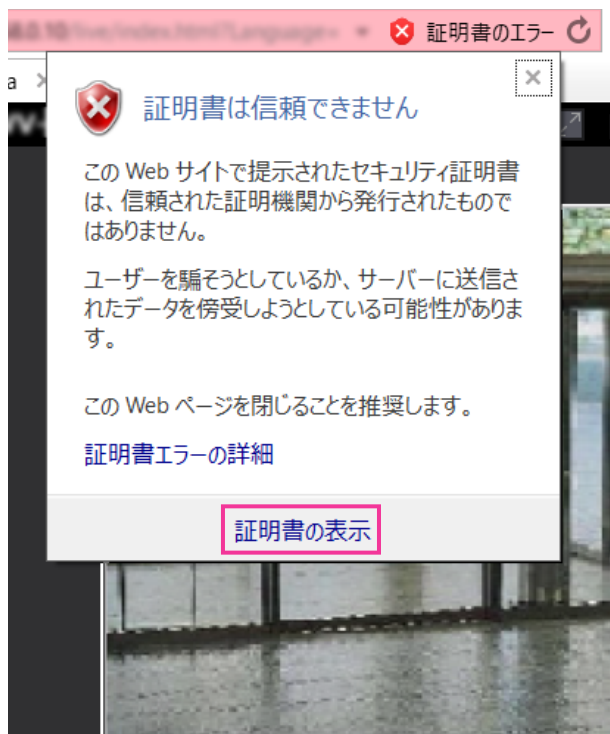 証明書のエラー
証明書は信頼できません
この Web サイトで提示されたセキュリティ証明書
は、信頼された証明機関から発行されたもので
はありません。
ユーザーを騙そうとしているか、サーバーに送信さ
れたデータを傍受しようとしている可能性がありま
す。
この Web ページを閉じることを推奨します。
証明書エラーの詳細
証明書の表示